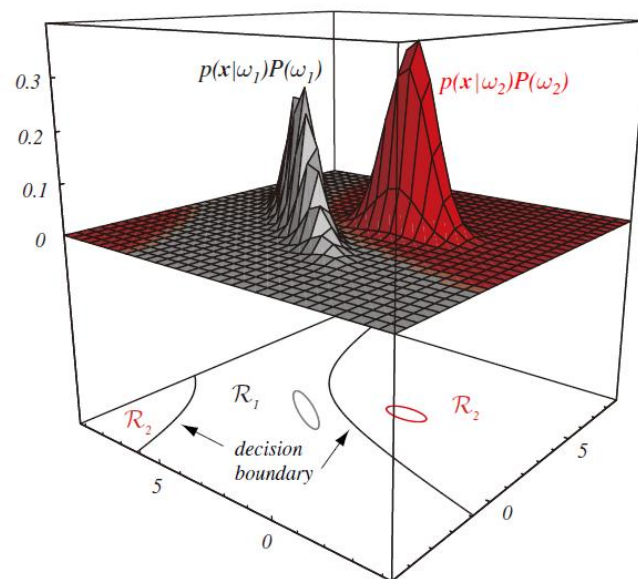 p(x|ω₁)P(ω₁)
p(x|ω₂)P(ω₂)
0.3
0.2
0.1
0
R₁
R₂
R₂
decision
boundary
5
0
5
0